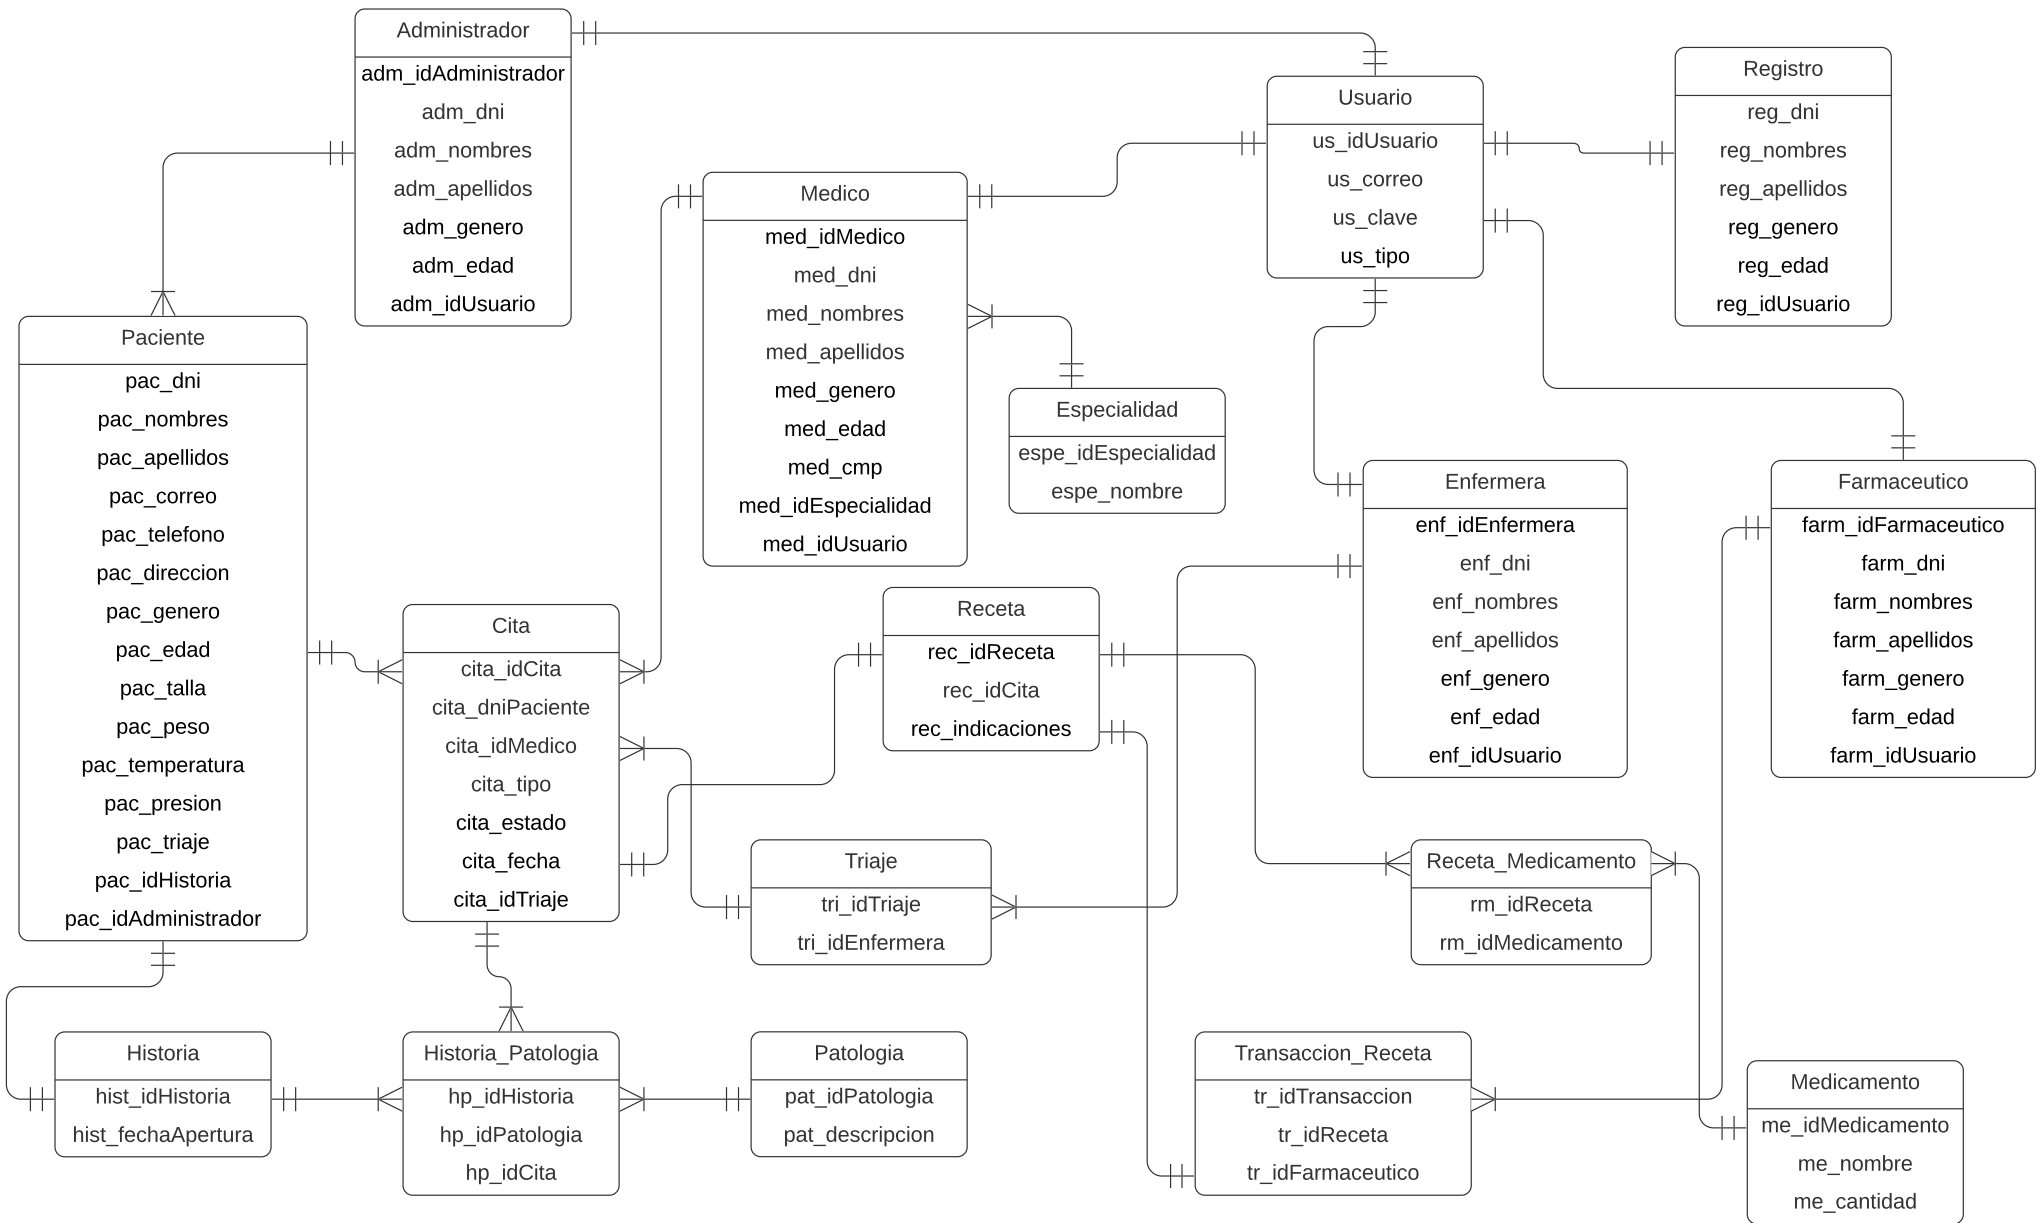 Administrador
adm_idAdministrador
adm_dni
adm_nombres
adm_apellidos
adm_genero
adm_edad
adm_idUsuario
Usuario
us_idUsuario
us_correo
us_clave
us_tipo
Registro
reg_dni
reg_nombres
reg_apellidos
reg_genero
reg_edad
reg_idUsuario
Medico
med_idMedico
med_dni
med_nombres
med_apellidos
med_genero
med_edad
med_cmp
med_idEspecialidad
med_idUsuario
Especialidad
espe_idEspecialidad
espe_nombre
Paciente
pac_dni
pac_nombres
pac_apellidos
pac_correo
pac_telefono
pac_direccion
pac_genero
pac_edad
pac_talla
pac_peso
pac_temperatura
pac_presion
pac_triaje
pac_idHistoria
pac_idAdministrador
Enfermera
enf_idEnfermera
enf_dni
enf_nombres
enf_apellidos
enf_genero
enf_edad
enf_idUsuario
Farmaceutico
farm_idFarmaceutico
farm_dni
farm_nombres
farm_apellidos
farm_genero
farm_edad
farm_idUsuario
Cita
cita_idCita
cita_dniPaciente
cita_idMedico
cita_tipo
cita_estado
cita_fecha
cita_idTriaje
Receta
rec_idReceta
rec_idCita
rec_indicaciones
Triaje
tri_idTriaje
tri_idEnfermera
Receta_Medicamento
rm_idReceta
rm_idMedicamento
Historia
hist_idHistoria
hist_fechaApertura
Historia_Patologia
hp_idHistoria
hp_idPatologia
hp_idCita
Patologia
pat_idPatologia
pat_descripcion
Transaccion_Receta
tr_idTransaccion
tr_idReceta
tr_idFarmaceutico
Medicamento
me_idMedicamento
me_nombre
me_cantidad